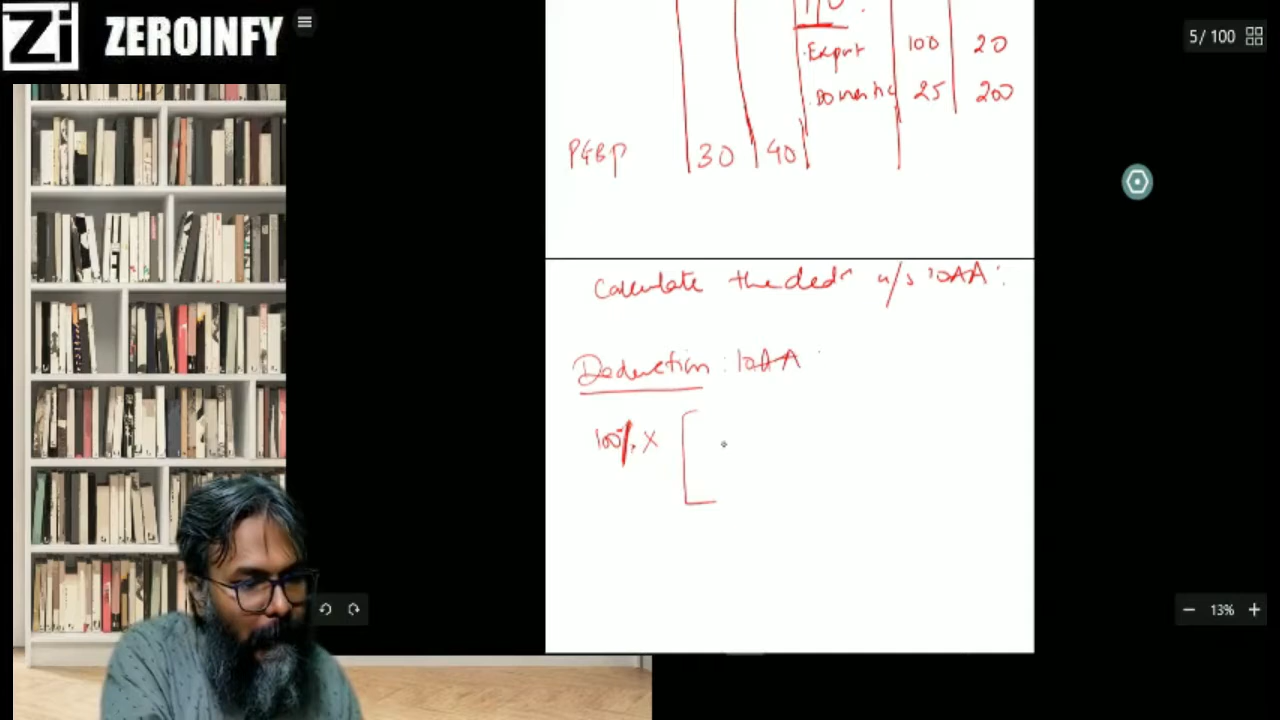 Zi ZEROINFY
5 / 100
T/O:
Export 100 20
Domestic 25 200
PGBP 30 40
Calculate the dedn u/s 10AA:
Deduction: 10AA:
100% X [
13%